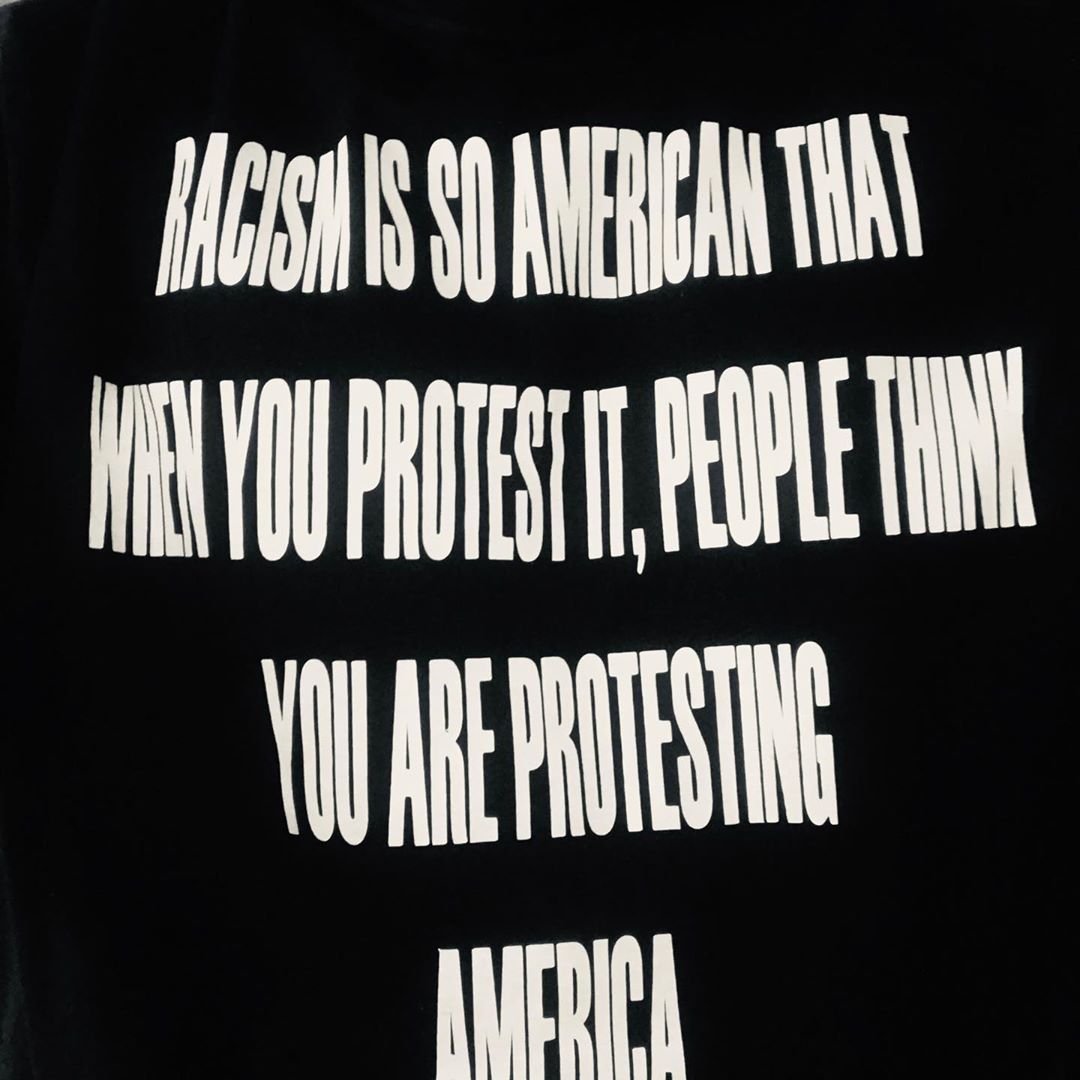 RACISM IS SO AMERICAN THAT
WHEN YOU PROTEST IT, PEOPLE THINK
YOU ARE PROTESTING
AMERICA